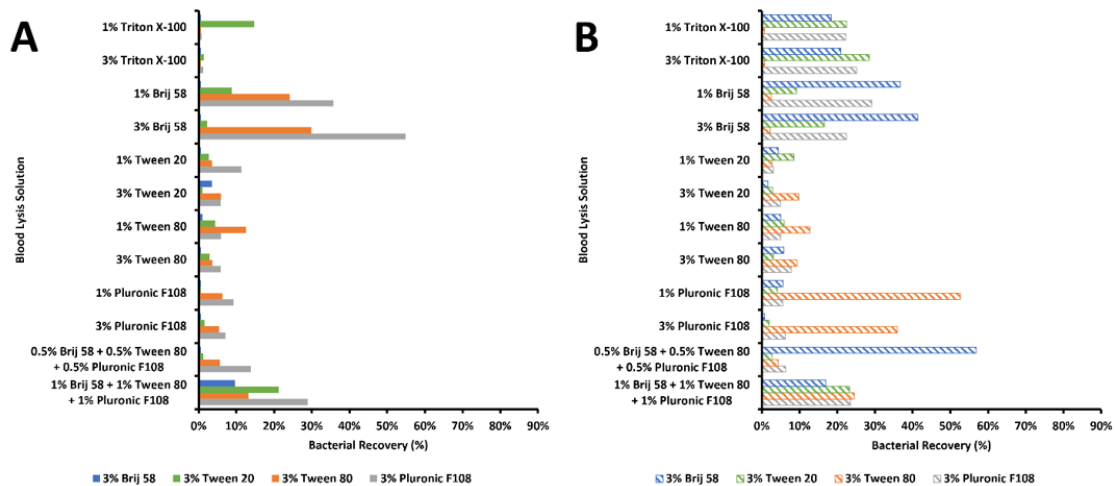 A
Blood Lysis Solution
1% Triton X-100
3% Triton X-100
1% Brij 58
3% Brij 58
1% Tween 20
3% Tween 20
1% Tween 80
3% Tween 80
1% Pluronic F108
3% Pluronic F108
0.5% Brij 58 + 0.5% Tween 80
+ 0.5% Pluronic F108
1% Brij 58 + 1% Tween 80
+ 1% Pluronic F108
0% 10% 20% 30% 40% 50% 60% 70% 80% 90%
Bacterial Recovery (%)
3% Brij 58 3% Tween 20 3% Tween 80 3% Pluronic F108
B
Blood Lysis Solution
1% Triton X-100
3% Triton X-100
1% Brij 58
3% Brij 58
1% Tween 20
3% Tween 20
1% Tween 80
3% Tween 80
1% Pluronic F108
3% Pluronic F108
0.5% Brij 58 + 0.5% Tween 80
+ 0.5% Pluronic F108
1% Brij 58 + 1% Tween 80
+ 1% Pluronic F108
0% 10% 20% 30% 40% 50% 60% 70% 80% 90%
Bacterial Recovery (%)
3% Brij 58 3% Tween 20 3% Tween 80 3% Pluronic F108